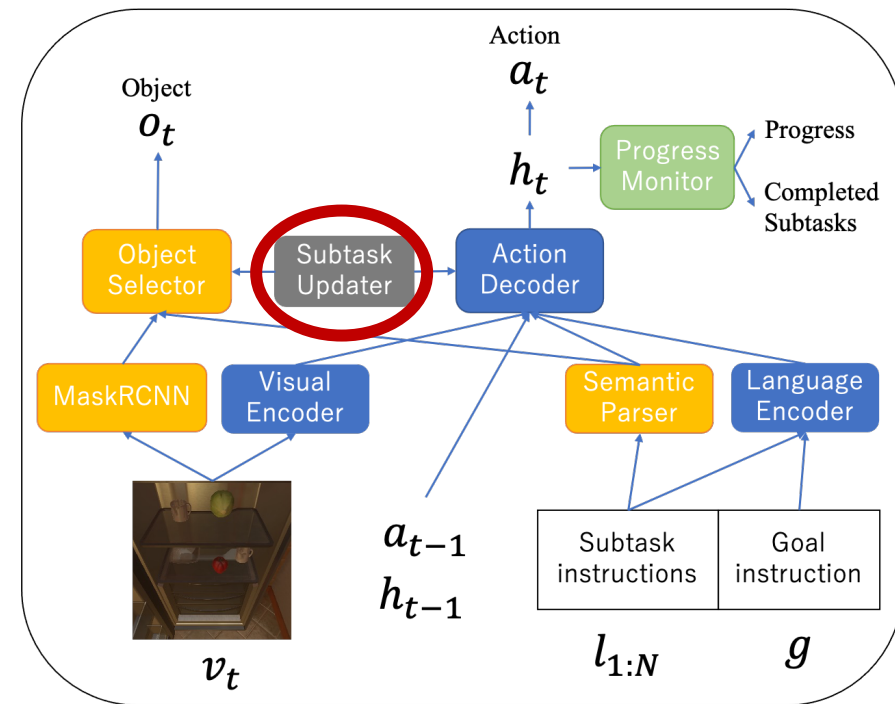 Action
a_t
Object
o_t
Progress
Monitor
Progress
h_t
Completed
Subtasks
Object
Selector
Subtask
Updater
Action
Decoder
MaskRCNN
Visual
Encoder
Semantic
Parser
Language
Encoder
a_{t-1}
h_{t-1}
Subtask
instructions
Goal
instruction
v_t
l_{1:N}
g